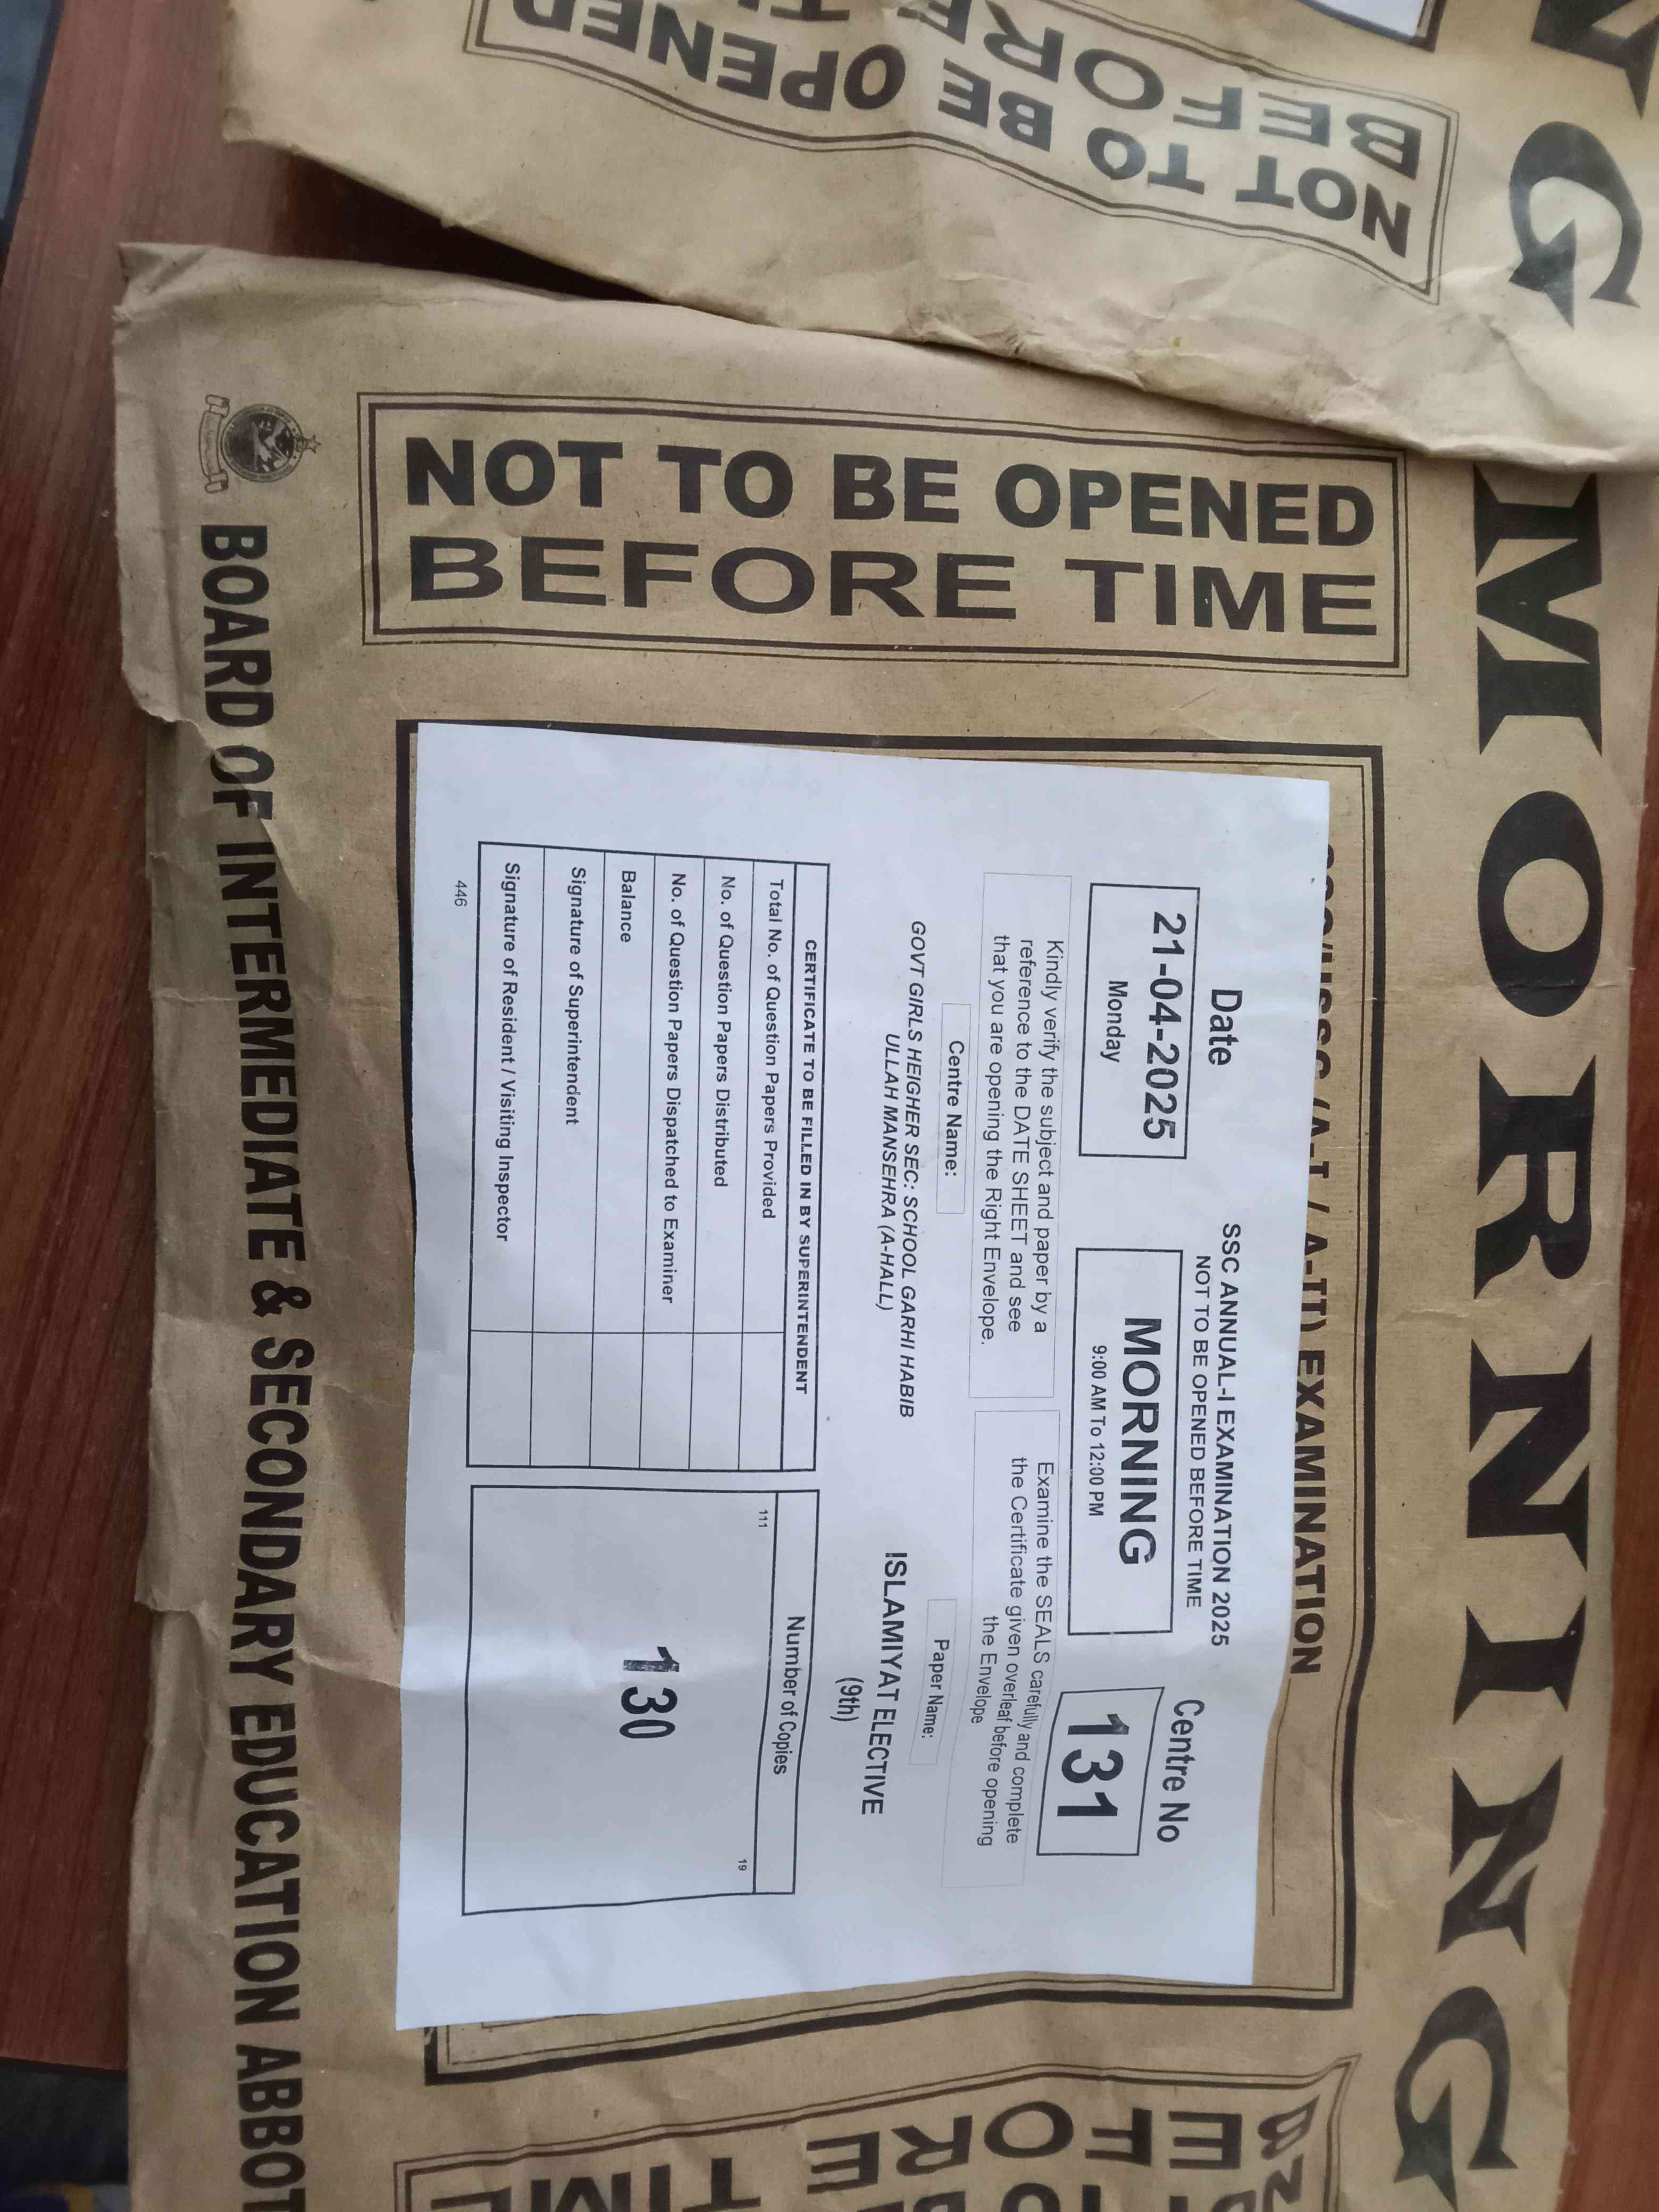 NOT TO BE OPENED
BEFORE
NOT TO BE OPENED
BEFORE TIME
MORNING
EXAMINATION
Date
21-04-2025
Monday
SSC ANNUAL-I EXAMINATION 2025
NOT TO BE OPENED BEFORE TIME
MORNING
9:00 AM To 12:00 PM
Centre No
131
Kindly verify the subject and paper by a
reference to the DATE SHEET and see
that you are opening the Right Envelope.
Examine the SEALS carefully and complete
the Certificate given overleaf before opening
the Envelope
Centre Name:
GOVT GIRLS HEIGHER SEC: SCHOOL GARHI HABIB
ULLAH MANSEHRA (A-HALL)
Paper Name:
ISLAMIYAT ELECTIVE
(9th)
CERTIFICATE TO BE FILLED IN BY SUPERINTENDENT
Total No. of Question Papers Provided
No. of Question Papers Distributed
No. of Question Papers Dispatched to Examiner
Balance
Signature of Superintendent
Signature of Resident / Visiting Inspector
446
Number of Copies
111
19
130
BOARD OF INTERMEDIATE & SECONDARY EDUCATION ABBOT